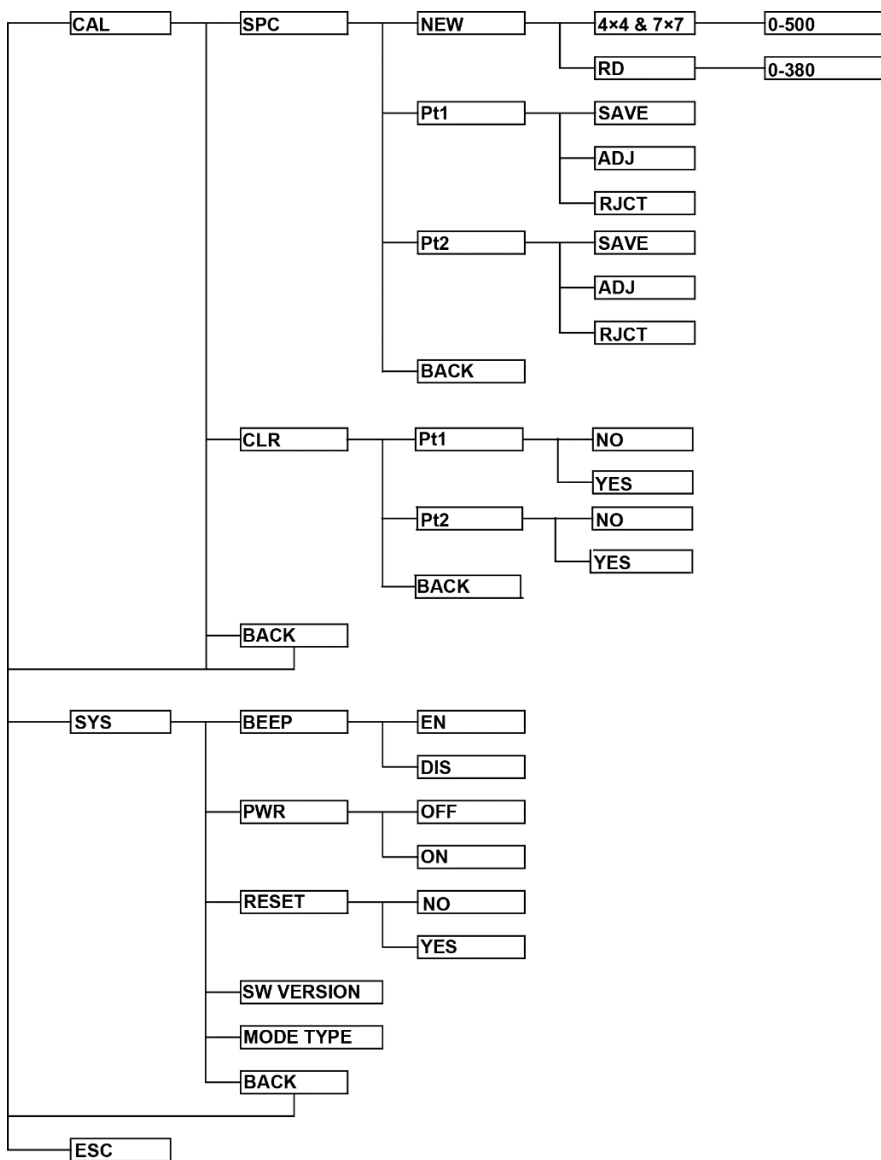 CAL SPC NEW 4×4 & 7×7 0-500
RD 0-380
Pt1 SAVE
ADJ
RJCT
Pt2 SAVE
ADJ
RJCT
BACK
CLR Pt1 NO
YES
Pt2 NO
YES
BACK
BACK
SYS BEEP EN
DIS
PWR OFF
ON
RESET NO
YES
SW VERSION
MODE TYPE
BACK
ESC